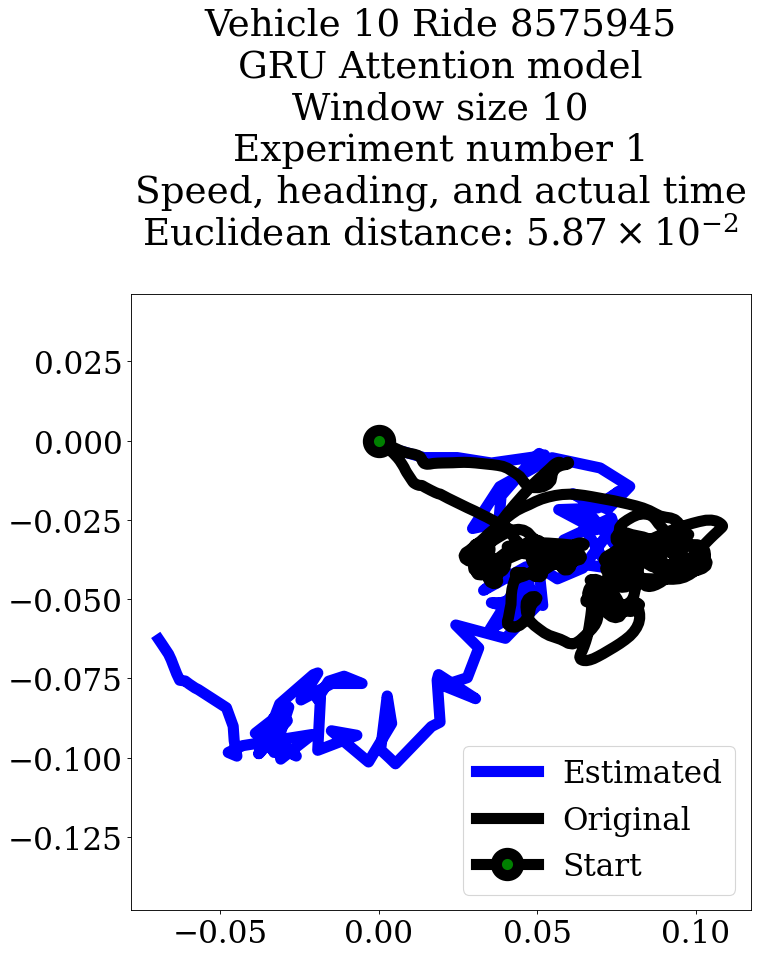 Vehicle 10 Ride 8575945
GRU Attention model
Window size 10
Experiment number 1
Speed, heading, and actual time
Euclidean distance: 5.87 × 10⁻²
0.025
0.000
−0.025
−0.050
−0.075
−0.100
−0.125
Estimated
Original
Start
−0.05 0.00 0.05 0.10